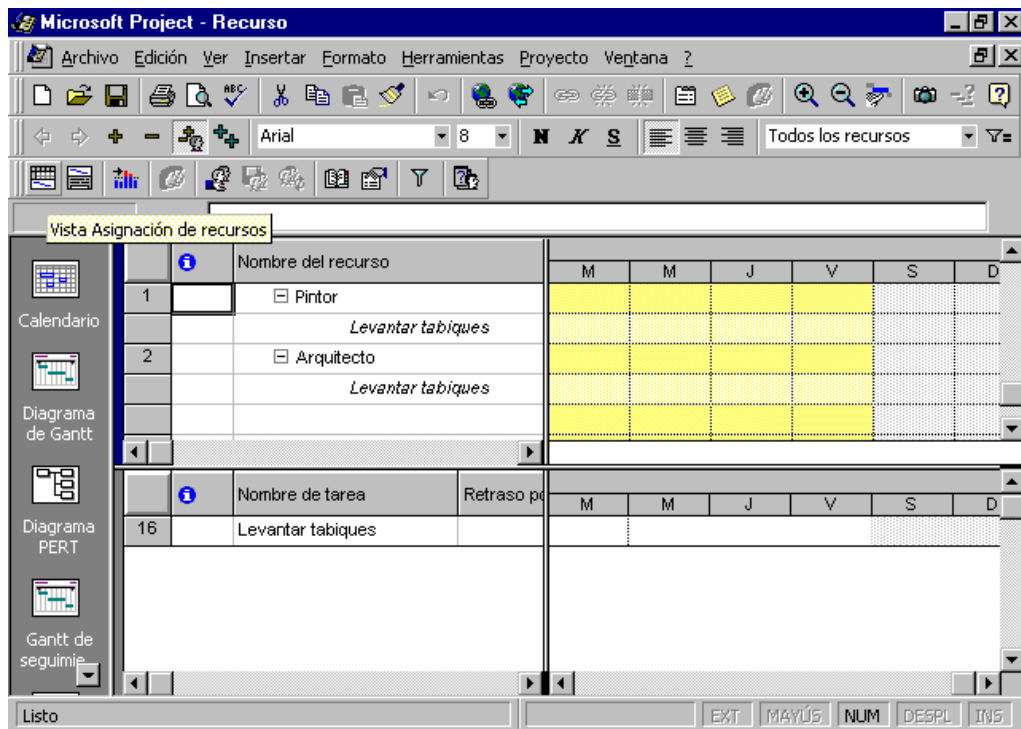 Microsoft Project - Recurso
Archivo Edición Ver Insertar Formato Herramientas Proyecto Ventana ?
ABC
Arial 8 N K S Todos los recursos
Vista Asignación de recursos
Nombre del recurso M M J V S D
1 Pintor
Levantar tabiques
2 Arquitecto
Levantar tabiques
Calendario
Diagrama
de Gantt
Diagrama
PERT
Gantt de
seguimie
Nombre de tarea Retraso po M M J V S D
16 Levantar tabiques
Listo EXT MAYÚS NUM DESPL INS